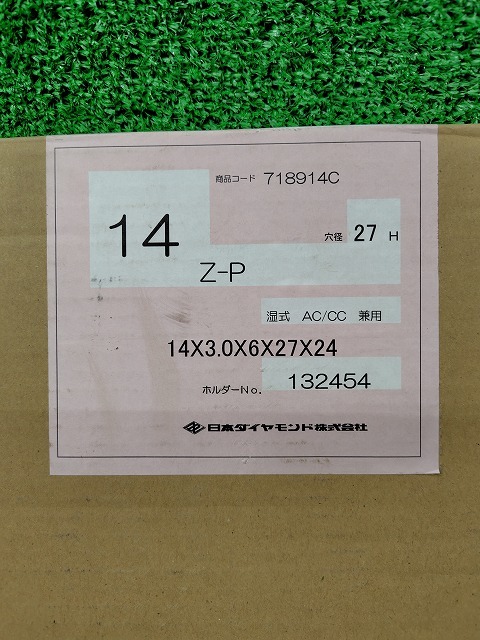 商品コード 718914C
14
穴径 27 H
Z-P
湿式 AC/CC 兼用
14X3.0X6X27X24
ホルダーNo. 132454
日本ダイヤモンド株式会社